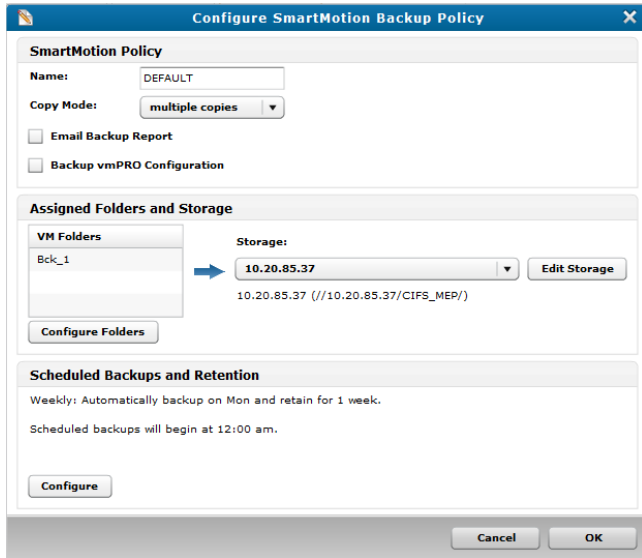 Configure SmartMotion Backup Policy
SmartMotion Policy
Name: DEFAULT
Copy Mode: multiple copies
Email Backup Report
Backup vmPRO Configuration
Assigned Folders and Storage
VM Folders
Bck_1
Storage:
10.20.85.37 Edit Storage
10.20.85.37 (//10.20.85.37/CIFS_MEP/)
Configure Folders
Scheduled Backups and Retention
Weekly: Automatically backup on Mon and retain for 1 week.
Scheduled backups will begin at 12:00 am.
Configure
Cancel OK